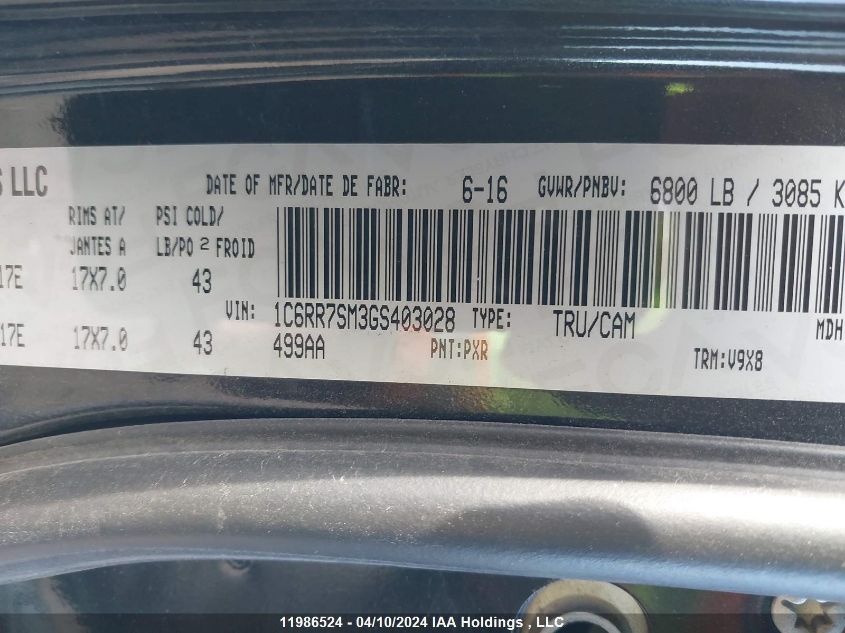 S LLC
DATE OF MFR/DATE DE FABR: 6-16 GVWR/PNBV: 6800 LB / 3085 K
RIMS AT/ PSI COLD/
JANTES A LB/PO 2 FROID
17E 17X7.0 43
VIN: 1C6RR7SM3GS403028 TYPE: TRU/CAM MDH
17E 17X7.0 43 499AA PNT:PXR TRM:V9X8
11986524 - 04/10/2024 IAA Holdings, LLC